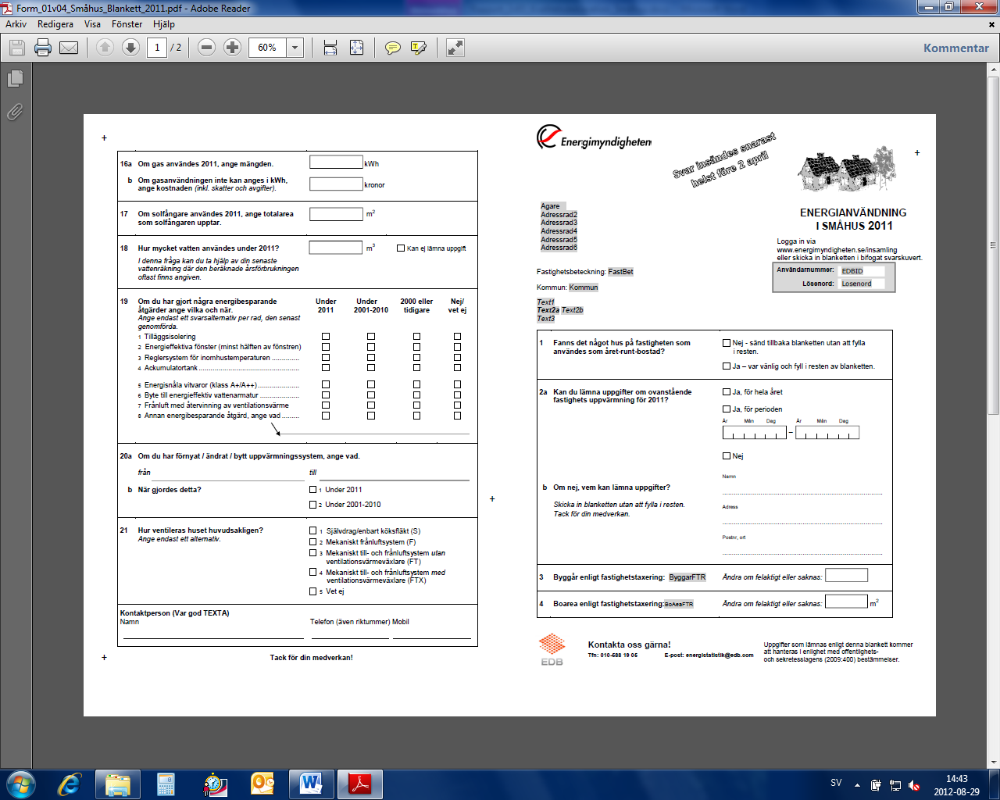 Form_01v04_Småhus_Blankett_2011.pdf - Adobe Reader
Arkiv Redigera Visa Fönster Hjälp
1 / 2 60% Kommentar
16a Om gas användes 2011, ange mängden. kWh
b Om gasanvändningen inte kan anges i kWh,
ange kostnaden (inkl. skatter och avgifter). kronor
17 Om solfångare användes 2011, ange totalarea
som solfångaren upptar. m²
18 Hur mycket vatten användes under 2011? m³ Kan ej lämna uppgift
I denna fråga kan du ta hjälp av din senaste
vattenräkning där den beräknade årsförbrukningen
oftast finns angiven.
19 Om du har gjort några energibesparande Under Under 2000 eller Nej/
åtgärder ange vilka och när. 2011 2001-2010 tidigare vet ej
Ange endast ett svarsalternativ per rad, den senast
genomförda.
1 Tilläggsisolering
2 Energieffektiva fönster (minst hälften av fönstren)
3 Reglersystem för inomhustemperaturen ..............
4 Ackumulatortank .................................................
5 Energisnåla vitvaror (klass A+/A++) .....................
6 Byte till energieffektiv vattenarmatur ....................
7 Frånluft med återvinning av ventilationsvärme
8 Annan energibesparande åtgärd, ange vad .........
20a Om du har förnyat / ändrat / bytt uppvärmningssystem, ange vad.
från till
b När gjordes detta? 1 Under 2011
2 Under 2001-2010
21 Hur ventileras huset huvudsakligen? 1 Självdrag/enbart köksfläkt (S)
Ange endast ett alternativ. 2 Mekaniskt frånluftsystem (F)
3 Mekaniskt till- och frånluftsystem utan
ventilationsvärmeväxlare (FT)
4 Mekaniskt till- och frånluftsystem med
ventilationsvärmeväxlare (FTX)
5 Vet ej
Kontaktperson (Var god TEXTA)
Namn Telefon (även riktummer) Mobil
Tack för din medverkan!
Energimyndigheten
Svar insändes snarast
helst före 2 april
Agare
Adressrad2
Adressrad3
Adressrad4
Adressrad5
Adressrad6
ENERGIANVÄNDNING
I SMÅHUS 2011
Logga in via
www.energimyndigheten.se/insamling
eller skicka in blanketten i bifogat svarskuvert.
Användarnummer: EDBID
Lösenord: Losenord
Fastighetsbeteckning: FastBet
Kommun: Kommun
Text1
Text2a Text2b
Text3
1 Fanns det något hus på fastigheten som
användes som året-runt-bostad?
Nej - sänd tillbaka blanketten utan att fylla
i resten.
Ja – var vänlig och fyll i resten av blanketten.
2a Kan du lämna uppgifter om ovanstående
fastighets uppvärmning för 2011?
Ja, för hela året
Ja, för perioden
År Mån Dag År Mån Dag
–
Nej
b Om nej, vem kan lämna uppgifter?
Skicka in blanketten utan att fylla i resten.
Tack för din medverkan.
Namn
Adress
Postnr, ort
3 Byggår enligt fastighetstaxering: ByggarFTR Ändra om felaktigt eller saknas:
4 Boarea enligt fastighetstaxering: BoAeaFTR Ändra om felaktigt eller saknas: m²
EDB
Kontakta oss gärna!
Tfn: 010-588 19 05 E-post: energistatistik@edb.com
Uppgifter som lämnas enligt denna blankett kommer
att hanteras i enlighet med offentlighets-
och sekretesslagens (2009:400) bestämmelser.
SV 14:43
2012-08-29